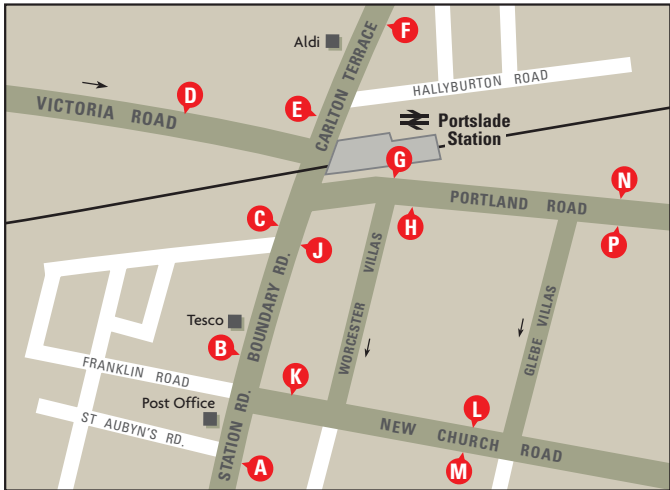 F
Aldi
CARLTON TERRACE
HALLYBURTON ROAD
D
VICTORIA ROAD
E
Portslade
Station
G
N
PORTLAND ROAD
C
H
P
J
BOUNDARY RD.
WORCESTER VILLAS
GLEBE VILLAS
Tesco
B
FRANKLIN ROAD
K
Post Office
L
ST AUBYN'S RD.
STATION RD.
NEW CHURCH ROAD
A
M